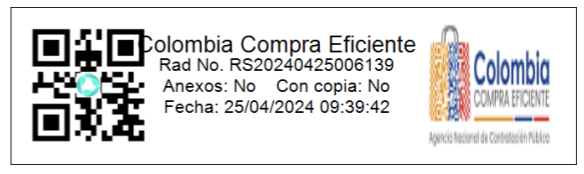 Colombia Compra Eficiente
Rad No. RS20240425006139
Anexos: No Con copia: No
Fecha: 25/04/2024 09:39:42
Colombia
COMPRA EFICIENTE
Agencia Nacional de Contratación Pública